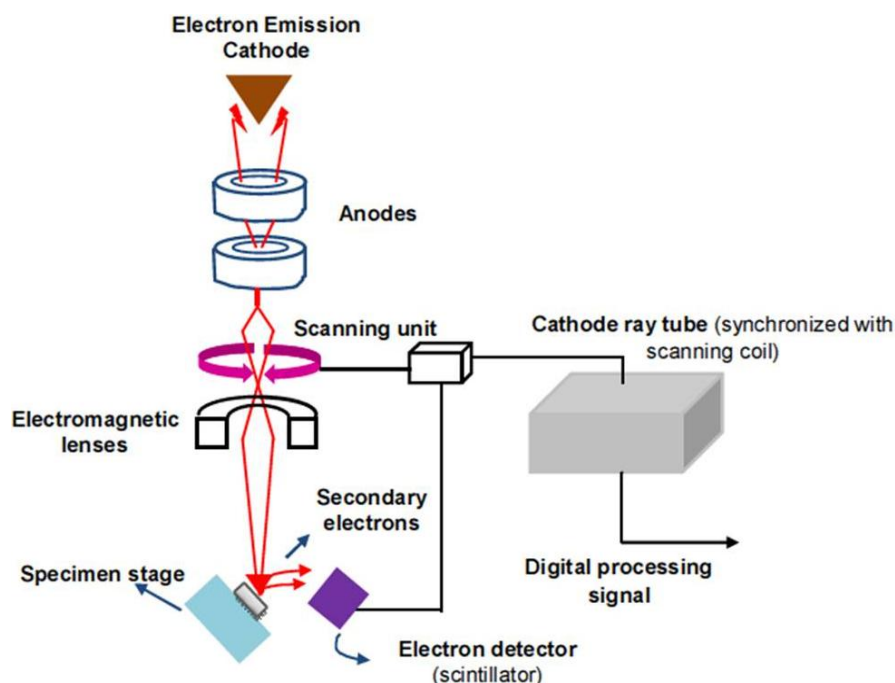 Electron Emission
Cathode
Anodes
Scanning unit
Cathode ray tube (synchronized with
scanning coil)
Electromagnetic
lenses
Secondary
electrons
Specimen stage
Digital processing
signal
Electron detector
(scintillator)